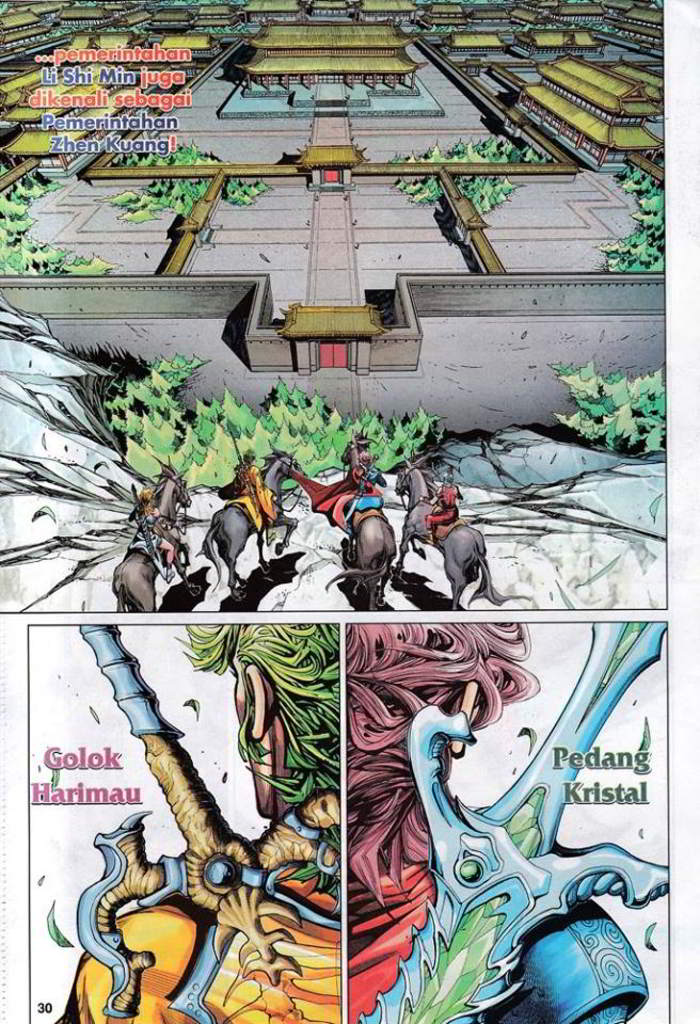 ...pemerintahan
Li Shi Min juga
dikenali sebagai
Pemerintahan
Zhen Kuang!
Golok
Harimau
Pedang
Kristal
30